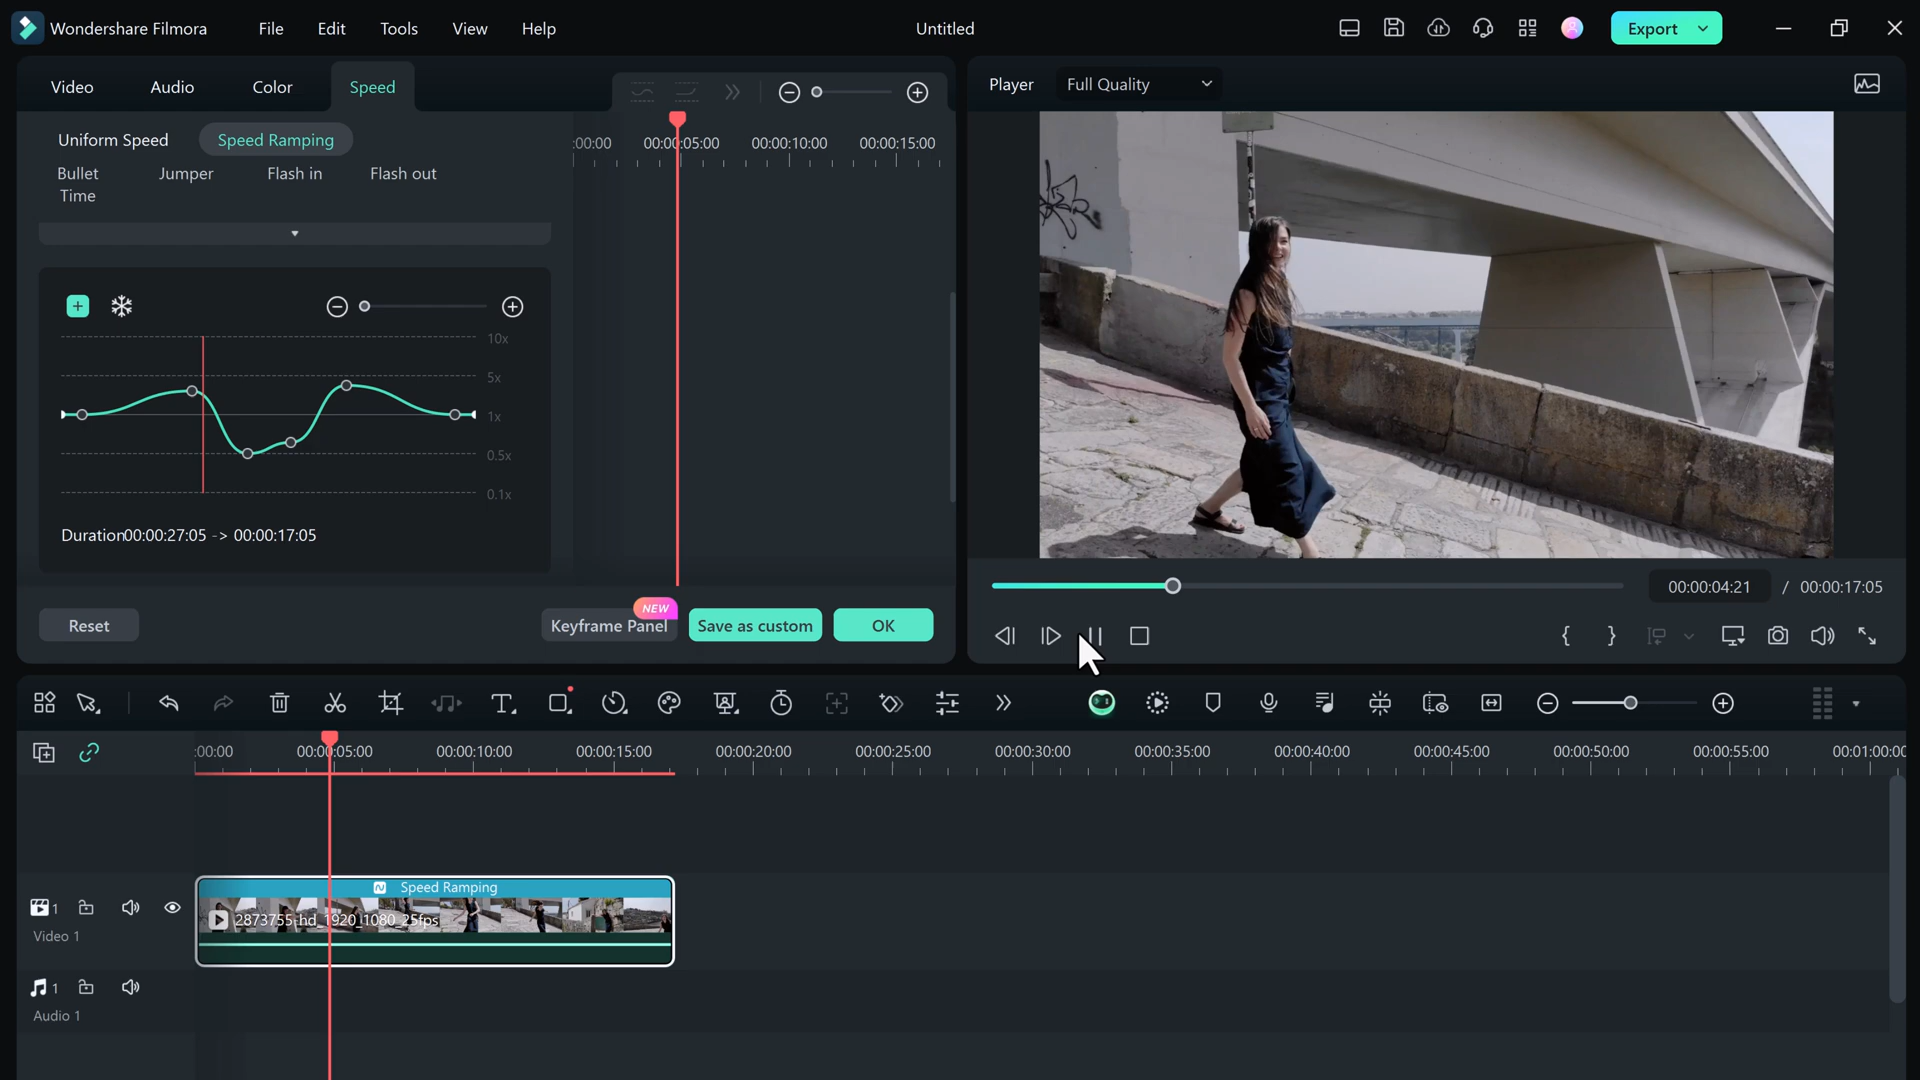 Wondershare Filmora File Edit Tools View Help Untitled Export
Video Audio Color Speed
Player Full Quality
Uniform Speed Speed Ramping
:00:00 00:00:05:00 00:00:10:00 00:00:15:00
Bullet Time Jumper Flash in Flash out
10x
5x
1x
0.5x
0.1x
Duration00:00:27:05 -> 00:00:17:05
00:00:04:21 / 00:00:17:05
NEW
Reset Keyframe Panel Save as custom OK
:00:00 00:00:05:00 00:00:10:00 00:00:15:00 00:00:20:00 00:00:25:00 00:00:30:00 00:00:35:00 00:00:40:00 00:00:45:00 00:00:50:00 00:00:55:00 00:01:00:00
Speed Ramping
1 2873755-hd_1920_1080_25fps
Video 1
1
Audio 1